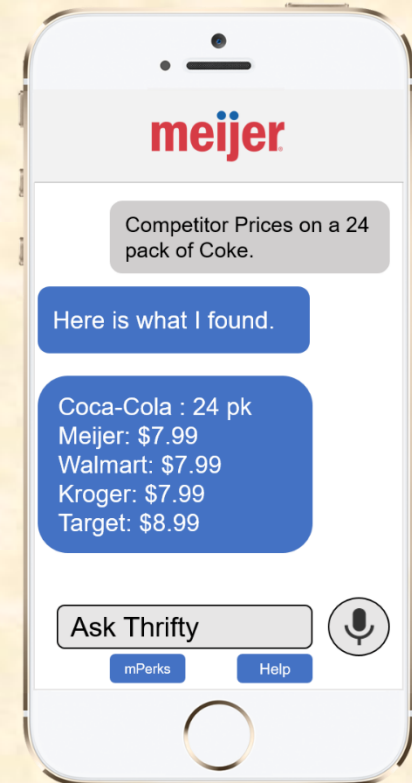 meijer
Competitor Prices on a 24
pack of Coke.
Here is what I found.
Coca-Cola : 24 pk
Meijer: $7.99
Walmart: $7.99
Kroger: $7.99
Target: $8.99
Ask Thrifty
mPerks Help